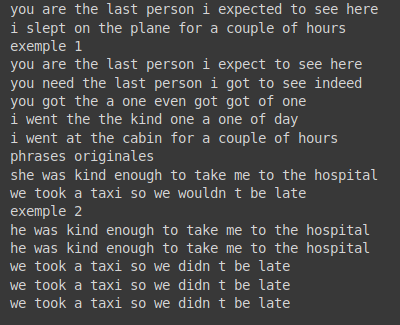 you are the last person i expected to see here
i slept on the plane for a couple of hours
exemple 1
you are the last person i expect to see here
you need the last person i got to see indeed
you got the a one even got got of one
i went the the kind one a one of day
i went at the cabin for a couple of hours
phrases originales
she was kind enough to take me to the hospital
we took a taxi so we wouldn t be late
exemple 2
he was kind enough to take me to the hospital
he was kind enough to take me to the hospital
we took a taxi so we didn t be late
we took a taxi so we didn t be late
we took a taxi so we didn t be late